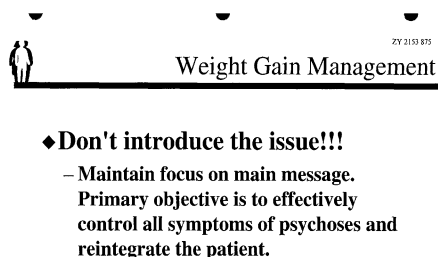 ZY 2153 875
Weight Gain Management
◆Don't introduce the issue!!!
– Maintain focus on main message.
Primary objective is to effectively
control all symptoms of psychoses and
reintegrate the patient.